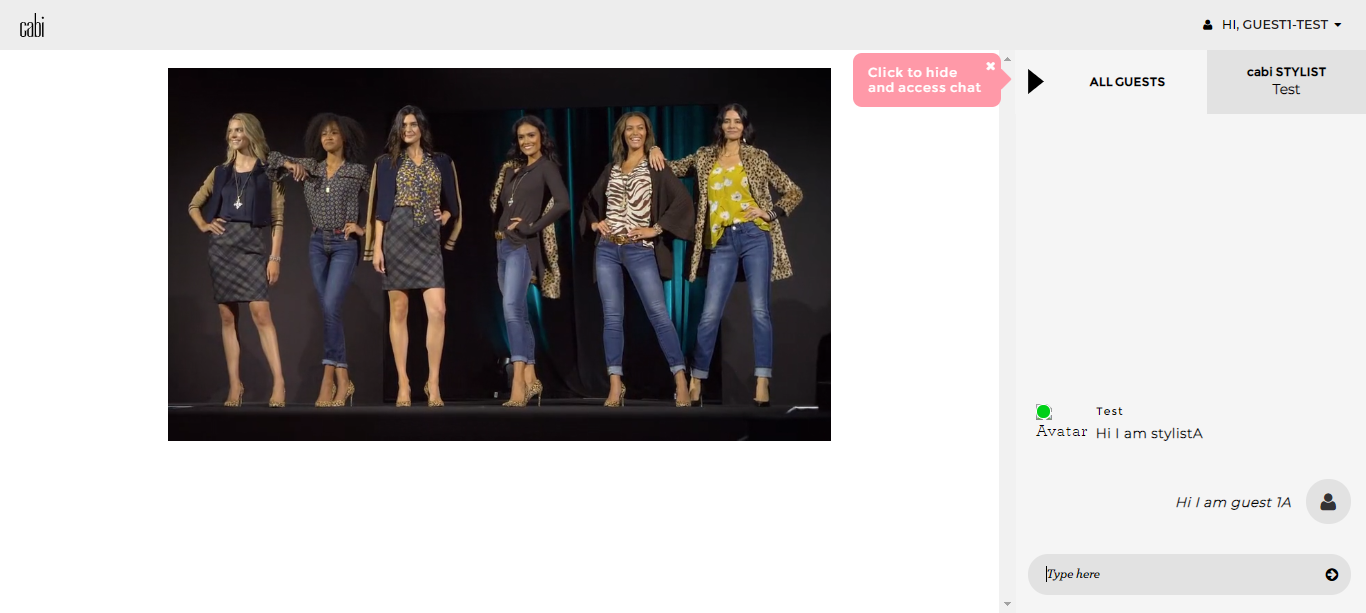 cabi
HI, GUEST1-TEST
Click to hide
and access chat
ALL GUESTS
cabi STYLIST
Test
Test
Avatar
Hi I am stylistA
Hi I am guest 1A
Type here